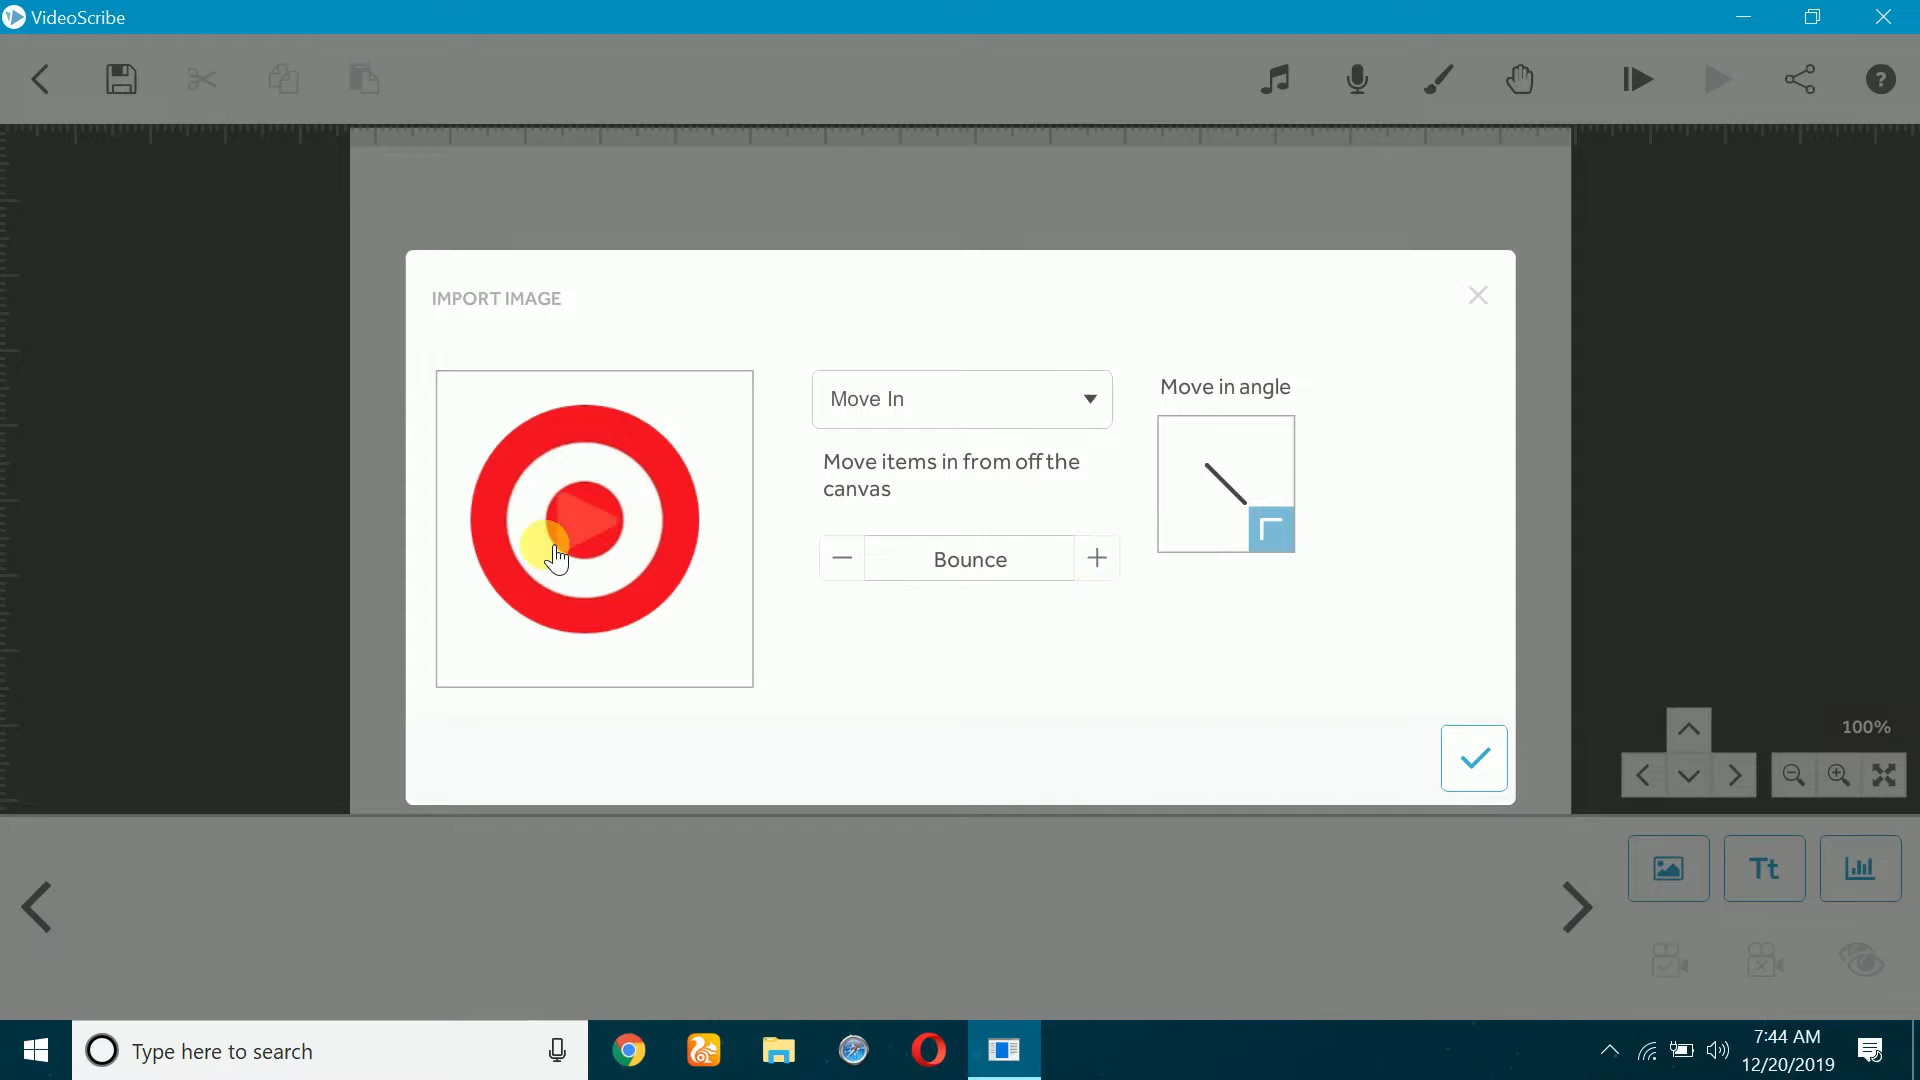 VideoScribe
IMPORT IMAGE
Move In
Move in angle
Move items in from off the
canvas
Bounce
100%
Tt
Type here to search
7:44 AM
12/20/2019